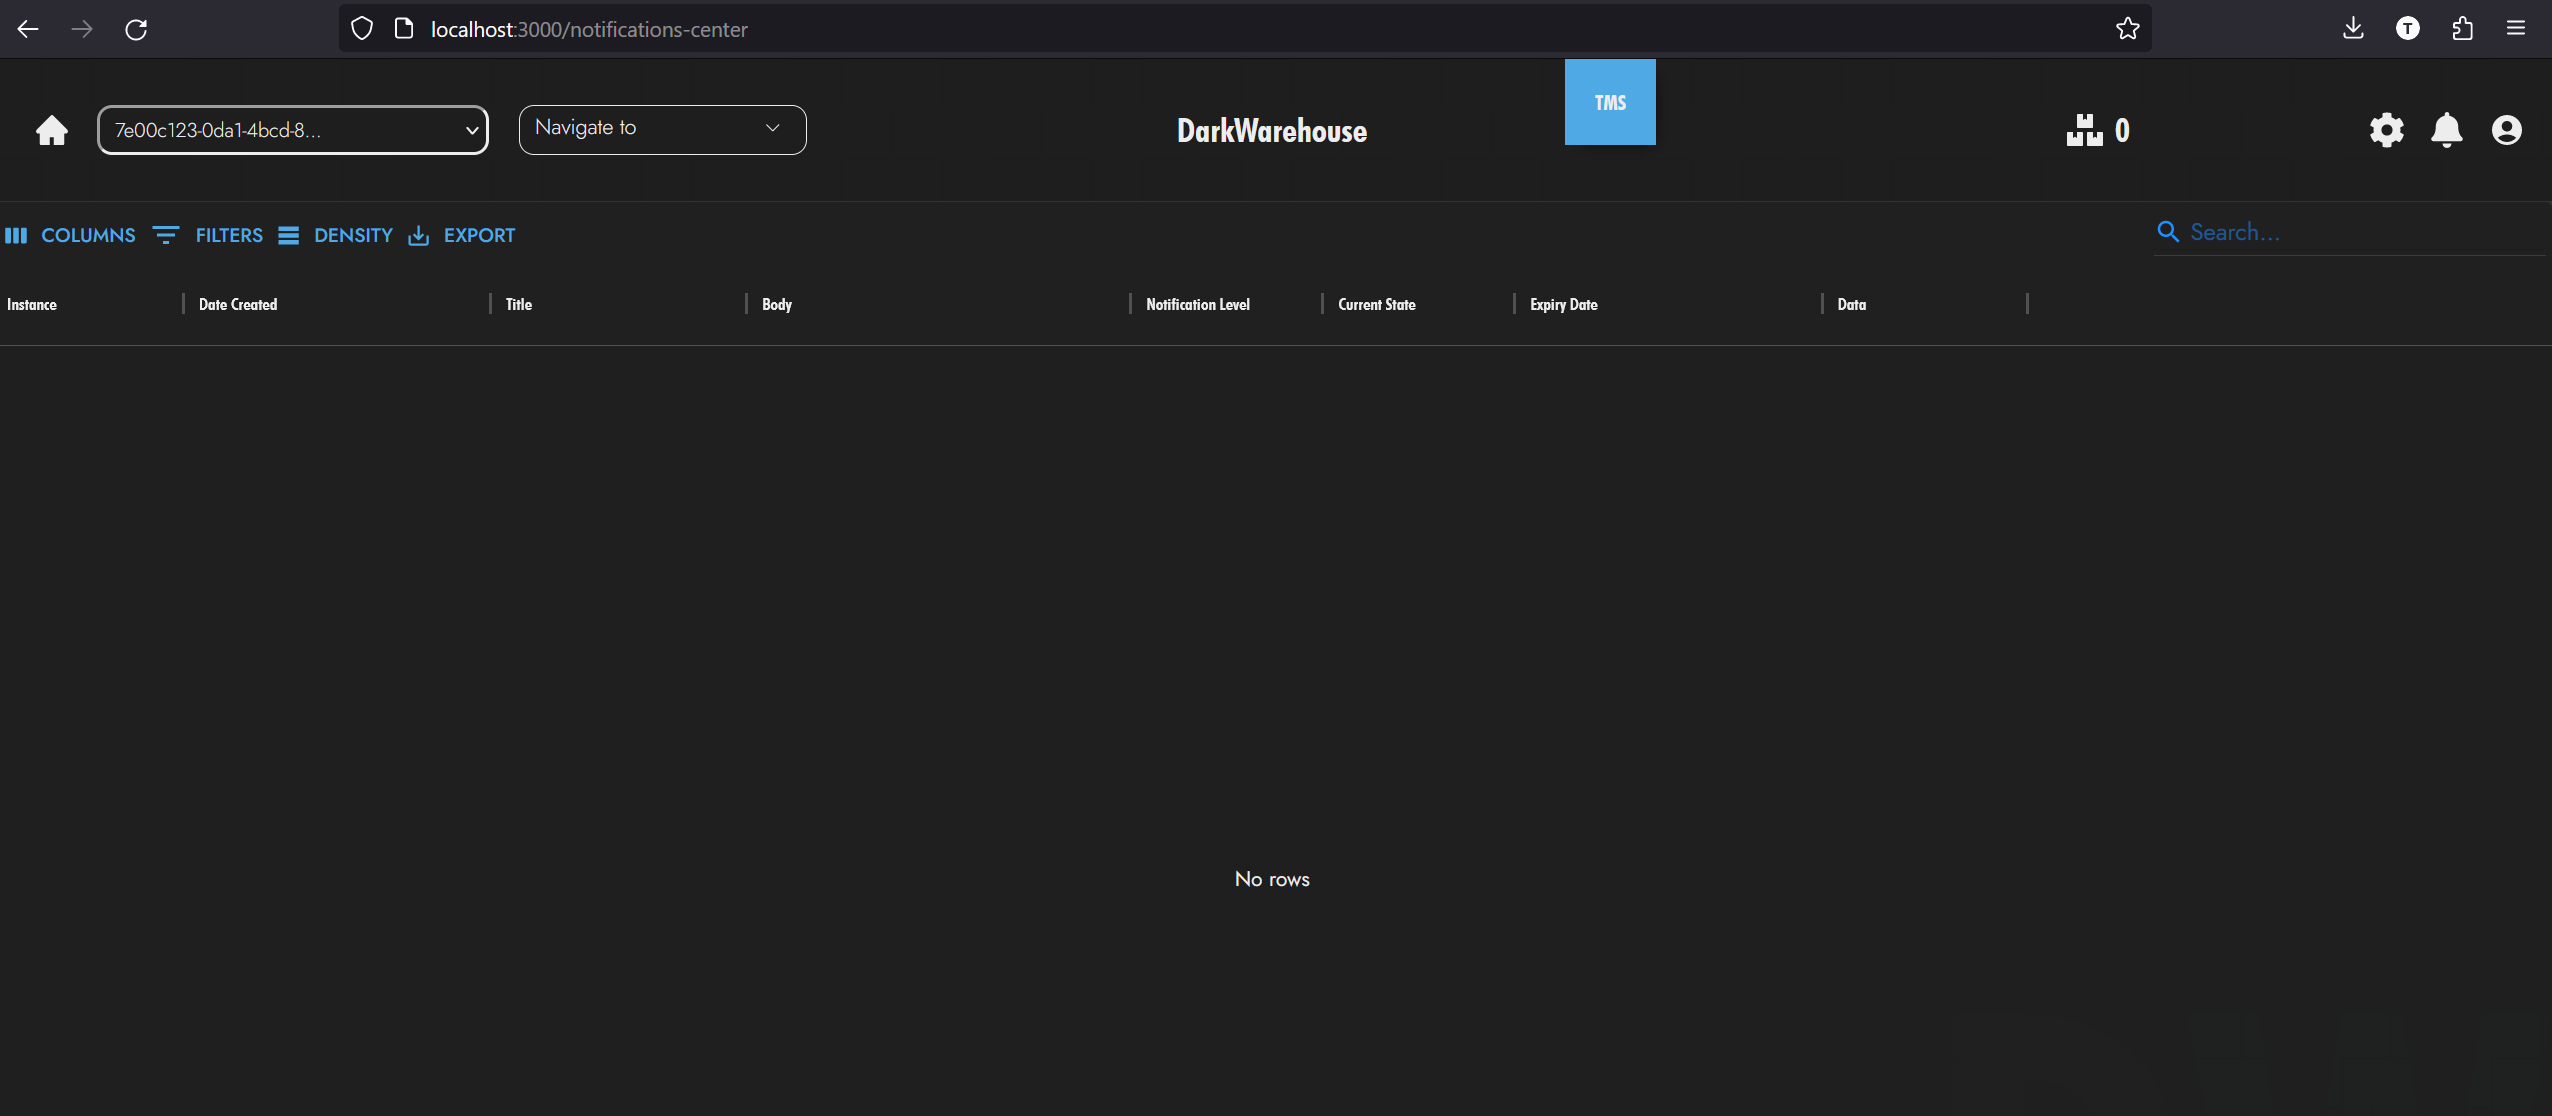 localhost:3000/notifications-center
7e00c123-0da1-4bcd-8...
Navigate to
DarkWarehouse
TMS
0
T
COLUMNS
FILTERS
DENSITY
EXPORT
Search...
Instance
Date Created
Title
Body
Notification Level
Current State
Expiry Date
Data
No rows